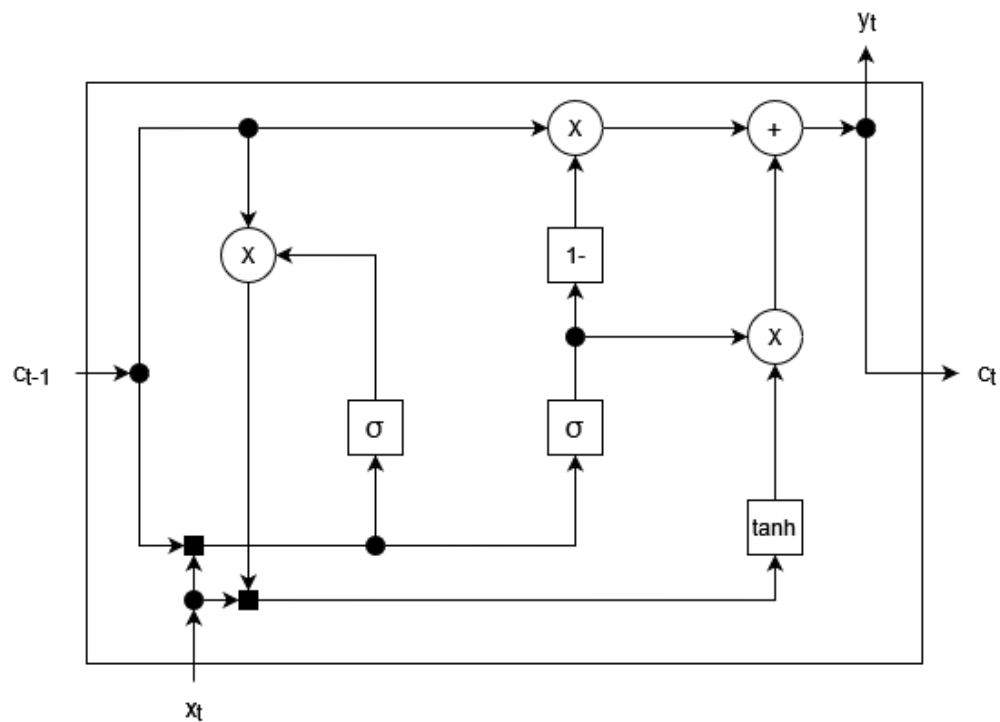 yt
X
+
X
1-
X
ct-1
ct
σ
σ
tanh
xt